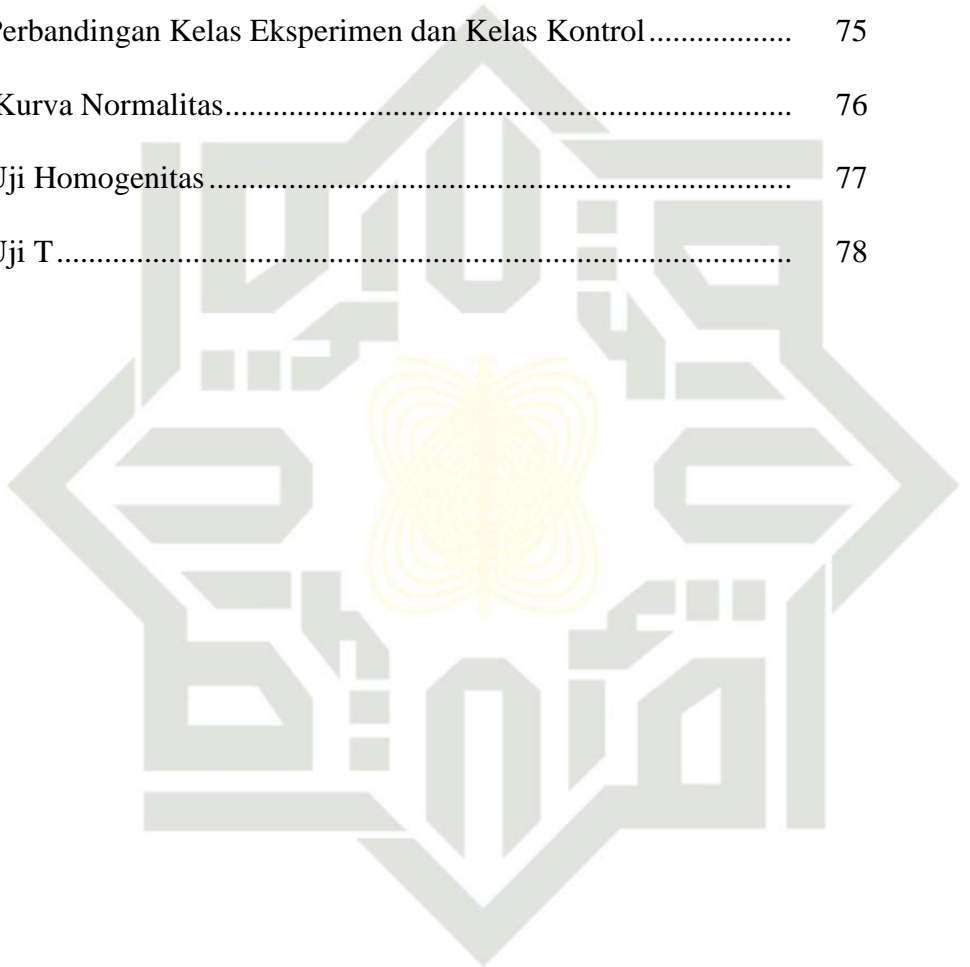 Perbandingan Kelas Eksperimen dan Kelas Kontrol.................. 75
Kurva Normalitas........................................................................ 76
Uji Homogenitas.......................................................................... 77
Uji T............................................................................................. 78